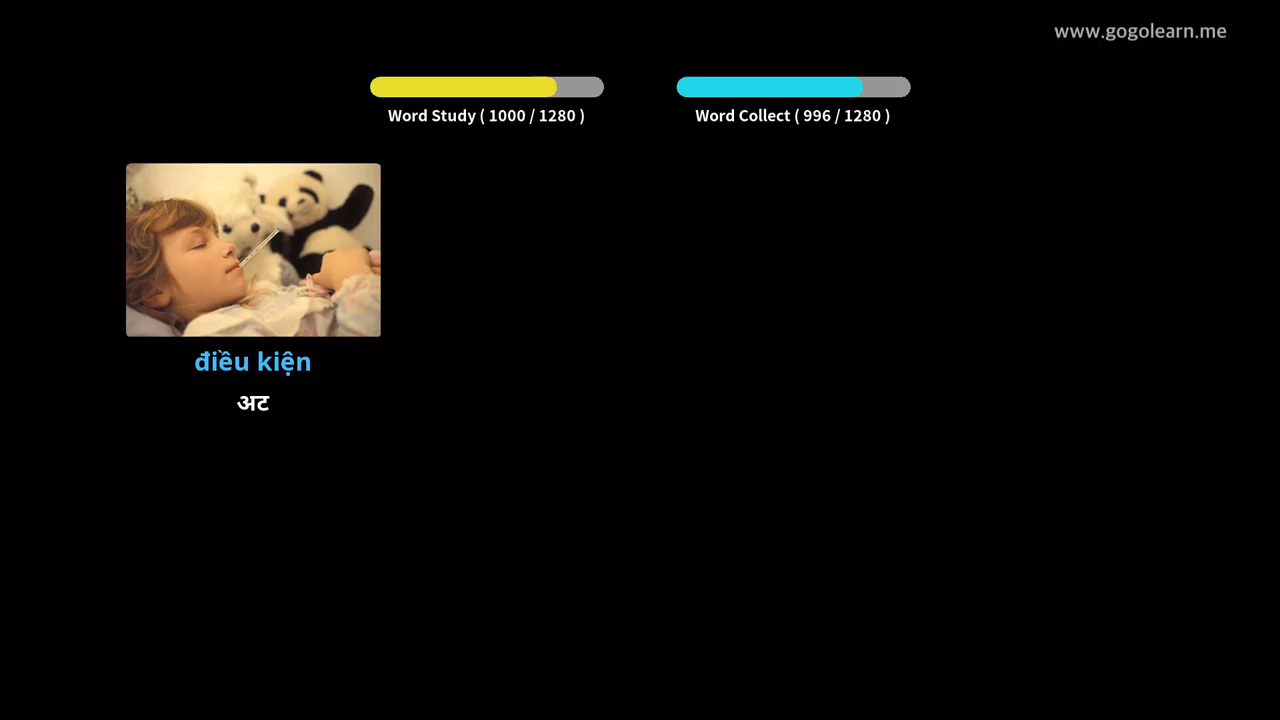 www.gogolearn.me
Word Study ( 1000 / 1280 )
Word Collect ( 996 / 1280 )
điều kiện
अट